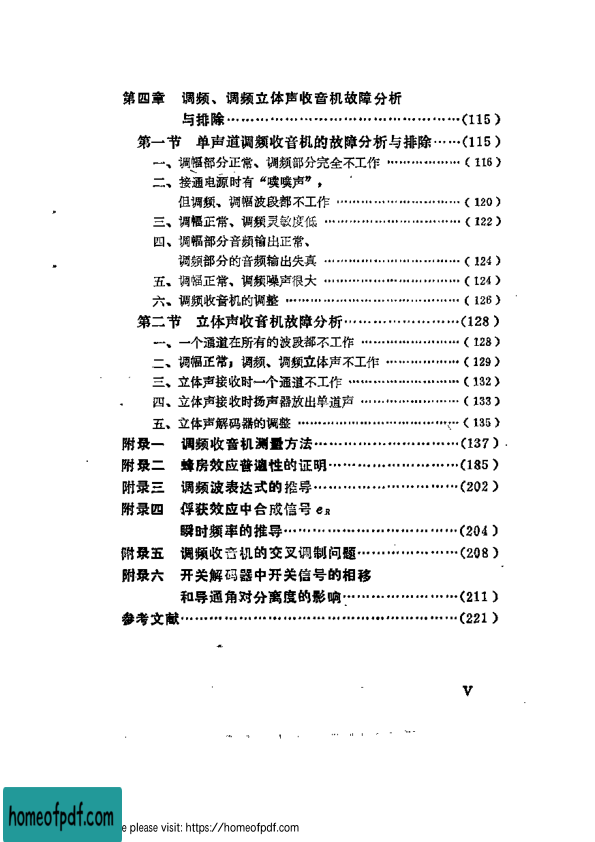 第四章 调频、调频立体声收音机故障分析
与排除……………………………………(115)
第一节 单声道调频收音机的故障分析与排除……(115)
一、调幅部分正常、调频部分完全不工作 ………………(116)
二、接通电源时有“噗噗声”，
但调频、调幅波段都不工作 …………………………(120)
三、调幅正常、调频灵敏度低 ……………………………(122)
四、调幅部分音频输出正常、
调频部分的音频输出失真 ……………………………(124)
五、调幅正常、调频噪声很大 ……………………………(124)
六、调频收音机的调整 ……………………………………(126)
第二节 立体声收音机故障分析…………………(128)
一、一个通道在所有的波段都不工作 ……………………(128)
二、调幅正常；调频、调频立体声不工作 ………………(129)
三、立体声接收时一个通道不工作 ………………………(132)
四、立体声接收时扬声器放出单道声 ……………………(133)
五、立体声解码器的调整 …………………………………(135)
附录一 调频收音机测量方法………………………(137)
附录二 蜂房效应普遍性的证明……………………(185)
附录三 调频波表达式的推导………………………(202)
附录四 俘获效应中合成信号 eR
瞬时频率的推导……………………………(204)
附录五 调频收音机的交叉调制问题………………(208)
附录六 开关解码器中开关信号的相移
和导通角对分离度的影响…………………(211)
参考文献……………………………………………(221)
V
homeofpdf.com
e please visit: https://homeofpdf.com